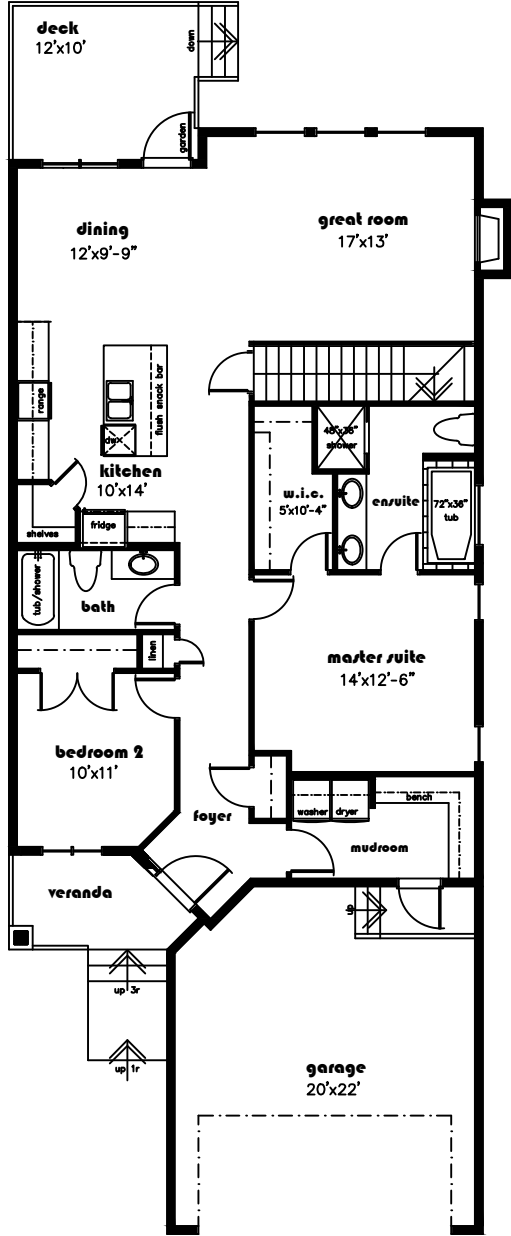 deck
12'x10'
down
garden
dining
12'x9'-9"
great room
17'x13'
range
flush snack bar
dw
48"x36"
shower
kitchen
10'x14'
w.i.c.
5'x10'-4"
ensuite
72"x36"
tub
fridge
shelves
tub/shower
bath
linen
master suite
14'x12'-6"
bedroom 2
10'x11'
foyer
washer
dryer
bench
mudroom
veranda
up
up 3r
up 1r
garage
20'x22'